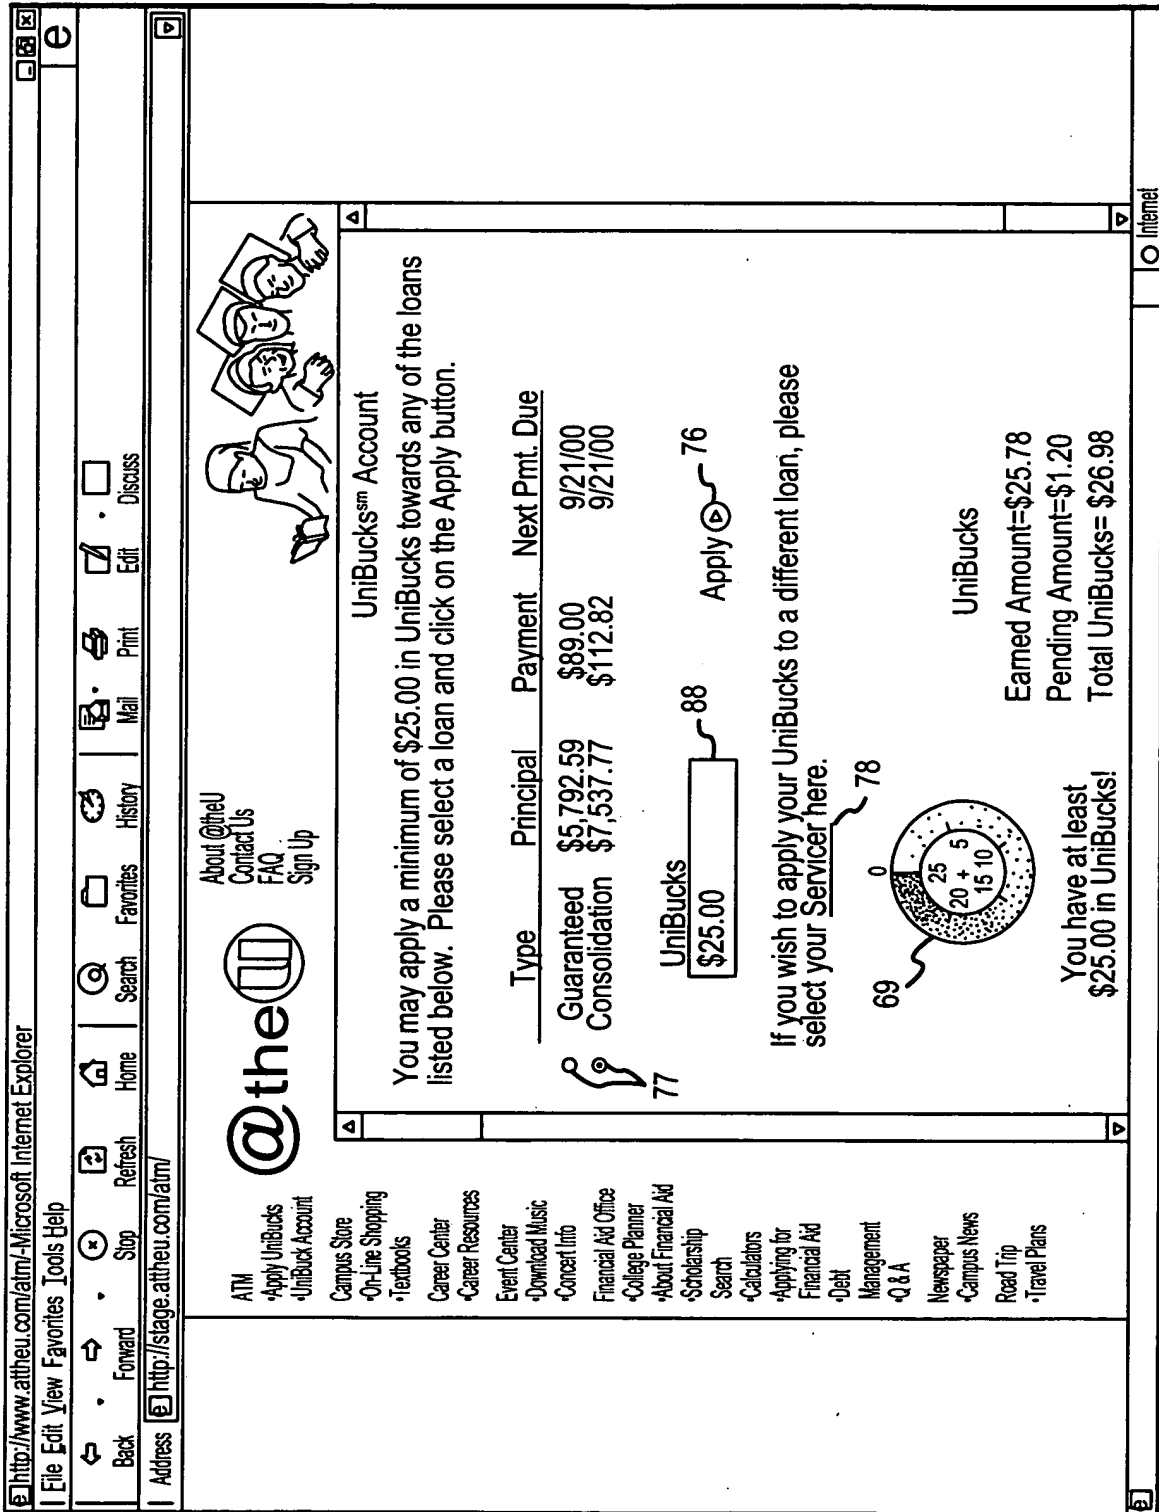 http://www.attheu.com/atm/-Microsoft Internet Explorer
File Edit View Favorites Tools Help
Back Forward Stop Refresh Home Search Favorites History Mail Print Edit Discuss
Address http://stage.attheu.com/atm/
@theU
About @theU
Contact Us
FAQ
Sign Up
ATM
•Apply UniBucks
•UniBuck Account
Campus Store
•On-Line Shopping
•Textbooks
Career Center
•Career Resources
Event Center
•Download Music
•Concert Info
Financial Aid Office
•College Planner
•About Financial Aid
•Scholarship
Search
•Calculators
•Applying for
Financial Aid
•Debt
Management
•Q & A
Newspaper
•Campus News
Road Trip
•Travel Plans
UniBucks℠ Account
You may apply a minimum of $25.00 in UniBucks towards any of the loans
listed below. Please select a loan and click on the Apply button.
Type Principal Payment Next Pmt. Due
Guaranteed $5,792.59 $89.00 9/21/00
Consolidation $7,537.77 $112.82 9/21/00
77
UniBucks
$25.00
88
Apply
76
If you wish to apply your UniBucks to a different loan, please
select your Servicer here.
78
69
0
25
20 + 5
15 10
You have at least
$25.00 in UniBucks!
UniBucks
Earned Amount=$25.78
Pending Amount=$1.20
Total UniBucks= $26.98
Internet